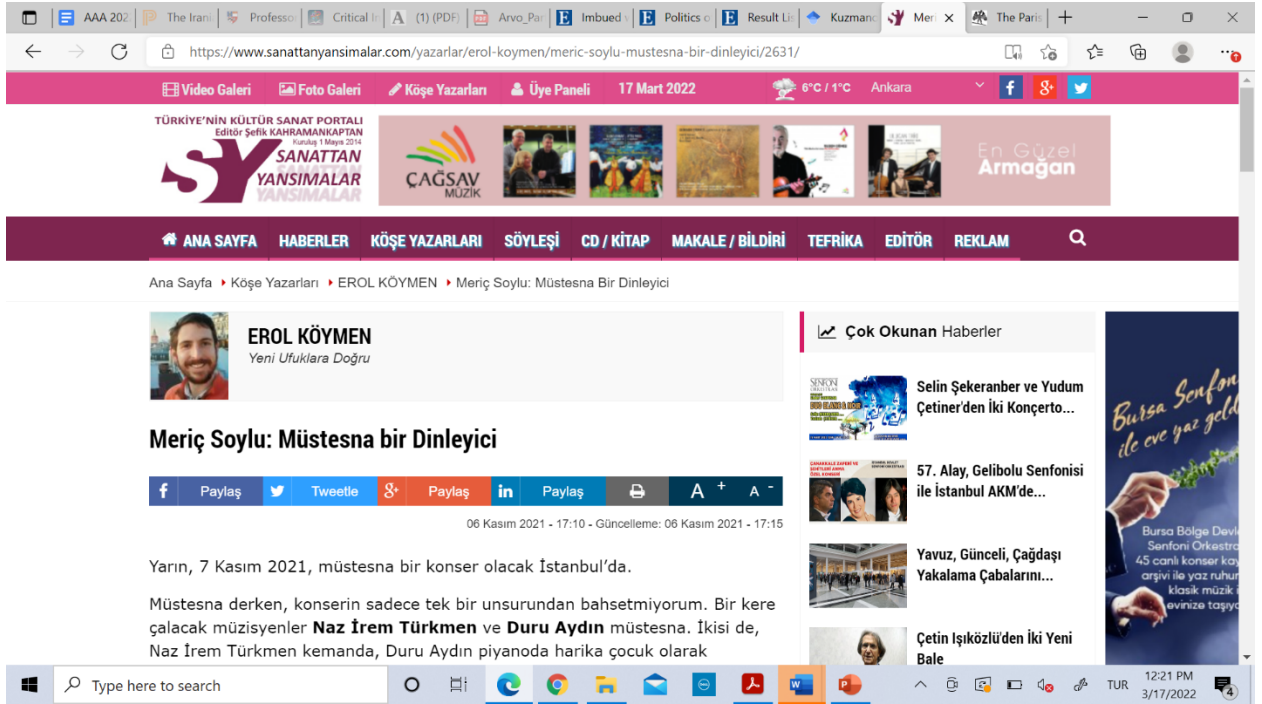 AAA 202
The Irani
Professo
Critical Ir
(1) (PDF)
Arvo_Par
Imbued v
Politics o
Result Lis
Kuzmanc
Meri
The Paris
https://www.sanattanyansimalar.com/yazarlar/erol-koymen/meric-soylu-mustesna-bir-dinleyici/2631/
Video Galeri Foto Galeri Köşe Yazarları Üye Paneli 17 Mart 2022 6°C / 1°C Ankara
TÜRKİYE'NİN KÜLTÜR SANAT PORTALI
Editör Şefik KAHRAMANKAPTAN
Kuruluş 1 Mayıs 2014
SANATTAN
YANSIMALAR
ÇAĞSAV
MÜZİK
En Güzel
Armağan
ANA SAYFA HABERLER KÖŞE YAZARLARI SÖYLEŞİ CD / KİTAP MAKALE / BİLDİRİ TEFRİKA EDİTÖR REKLAM
Ana Sayfa Köşe Yazarları EROL KÖYMEN Meriç Soylu: Müstesna Bir Dinleyici
EROL KÖYMEN
Yeni Ufuklara Doğru
Meriç Soylu: Müstesna bir Dinleyici
Paylaş Tweetle Paylaş Paylaş A + A -
06 Kasım 2021 - 17:10 - Güncelleme: 06 Kasım 2021 - 17:15
Yarın, 7 Kasım 2021, müstesna bir konser olacak İstanbul'da.
Müstesna derken, konserin sadece tek bir unsurundan bahsetmiyorum. Bir kere
çalacak müzisyenler Naz İrem Türkmen ve Duru Aydın müstesna. İkisi de,
Naz İrem Türkmen kemanda, Duru Aydın piyanoda harika çocuk olarak
Çok Okunan Haberler
Selin Şekeranber ve Yudum
Çetiner'den İki Konçerto...
57. Alay, Gelibolu Senfonisi
ile İstanbul AKM'de...
Yavuz, Günceli, Çağdaşı
Yakalama Çabalarını...
Çetin Işıközlü'den İki Yeni
Bale
Bursa Senfon
ile eve yaz geld
Bursa Bölge Devl
Senfoni Orkestra
45 canlı konser kay
arşivi ile yaz ruhur
klasik müzik i
evinize taşıyo
Type here to search
TUR
12:21 PM
3/17/2022
4